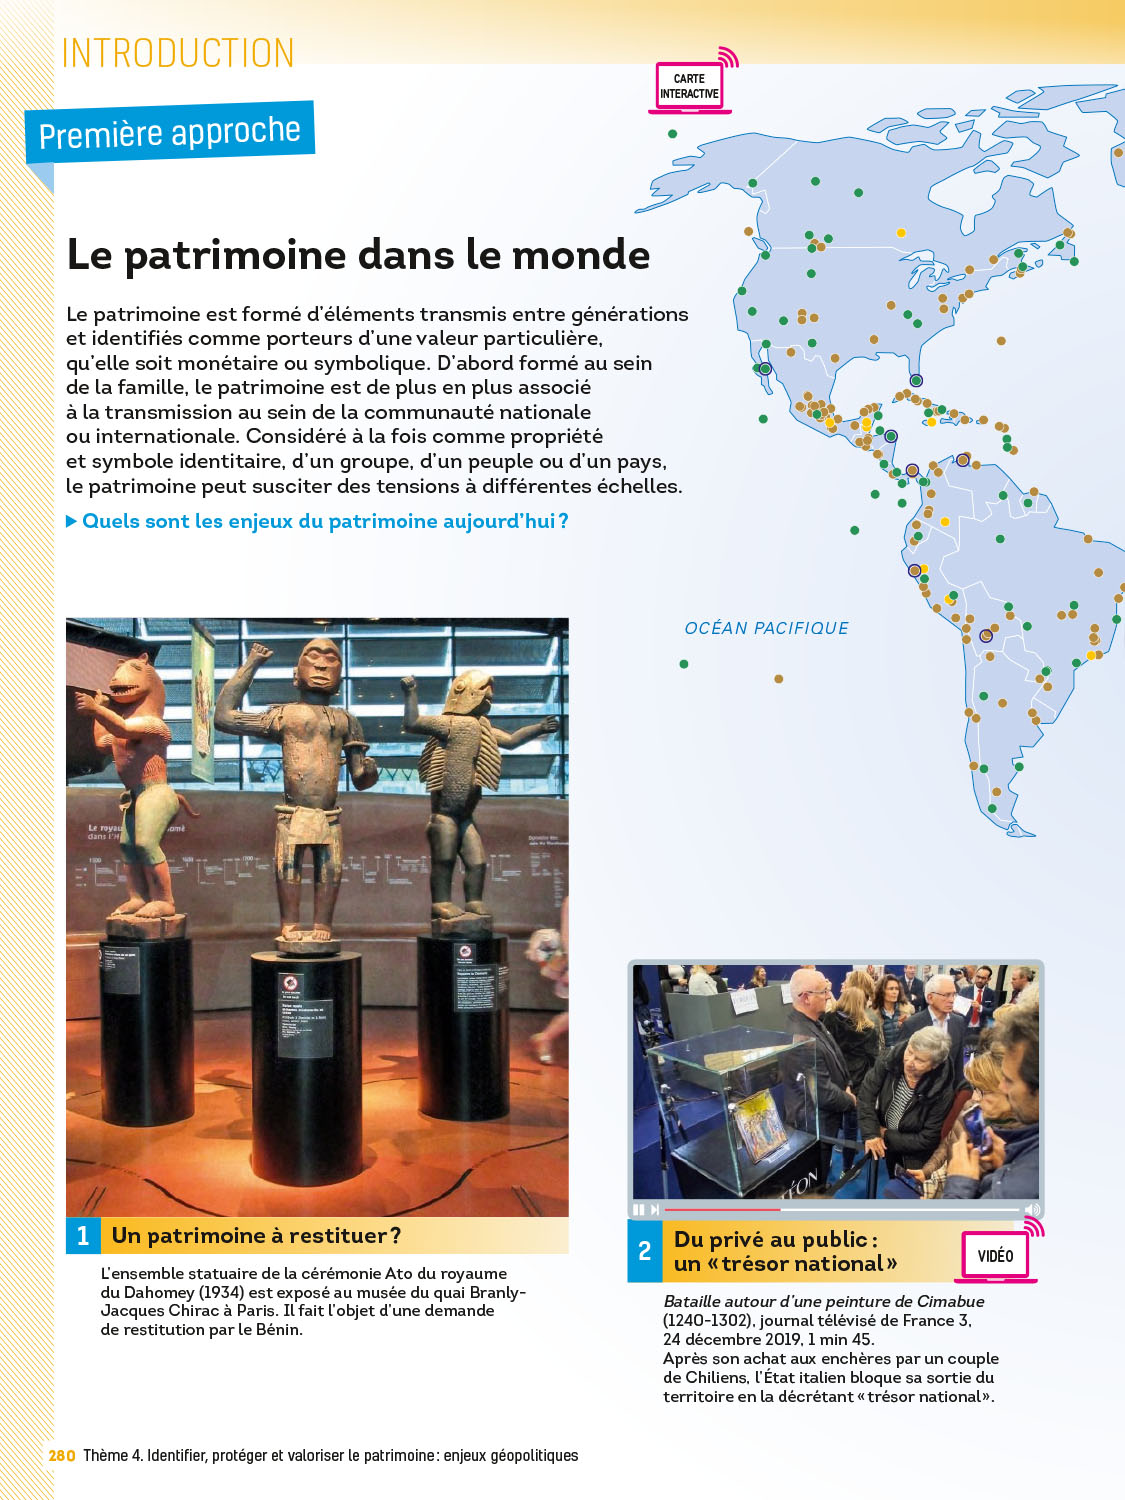 INTRODUCTION
Première approche
CARTE
INTERACTIVE
Le patrimoine dans le monde
Le patrimoine est formé d'éléments transmis entre générations
et identifiés comme porteurs d'une valeur particulière,
qu'elle soit monétaire ou symbolique. D'abord formé au sein
de la famille, le patrimoine est de plus en plus associé
à la transmission au sein de la communauté nationale
ou internationale. Considéré à la fois comme propriété
et symbole identitaire, d'un groupe, d'un peuple ou d'un pays,
le patrimoine peut susciter des tensions à différentes échelles.
▶ Quels sont les enjeux du patrimoine aujourd'hui ?
OCÉAN PACIFIQUE
1 Un patrimoine à restituer ?
L'ensemble statuaire de la cérémonie Ato du royaume
du Dahomey (1934) est exposé au musée du quai Branly-
Jacques Chirac à Paris. Il fait l'objet d'une demande
de restitution par le Bénin.
2 Du privé au public :
un « trésor national »
VIDÉO
Bataille autour d'une peinture de Cimabue
(1240-1302), journal télévisé de France 3,
24 décembre 2019, 1 min 45.
Après son achat aux enchères par un couple
de Chiliens, l'État italien bloque sa sortie du
territoire en la décrétant « trésor national ».
280 Thème 4. Identifier, protéger et valoriser le patrimoine : enjeux géopolitiques